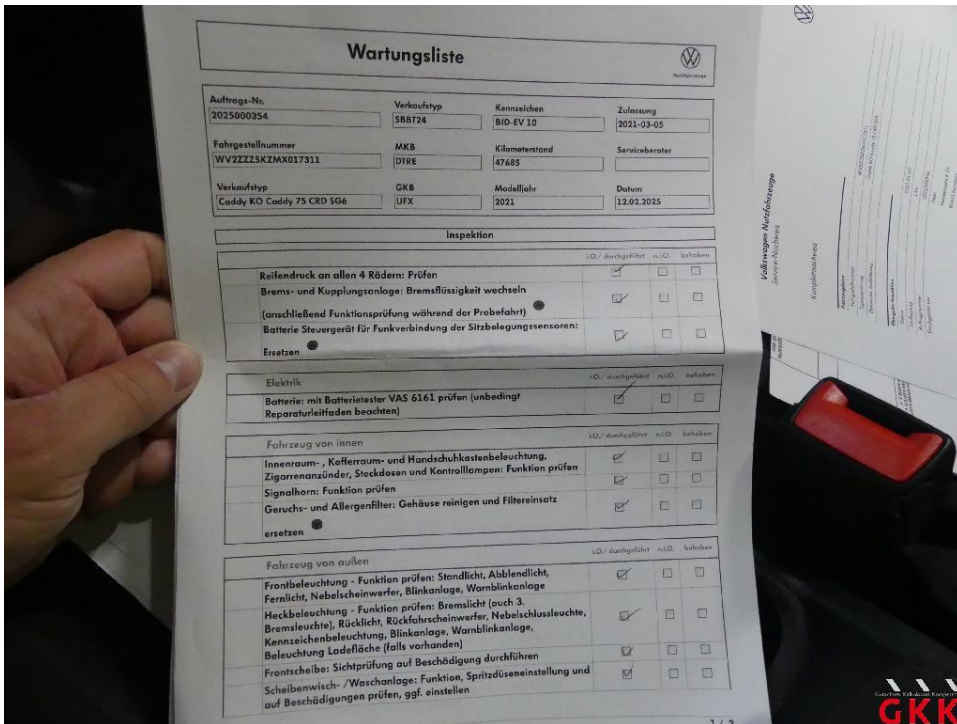 Wartungsliste
Nutzfahrzeuge
Auftrags-Nr.
Verkaufstyp
Kennzeichen
Zulassung
2025000354
SBBT24
BID-EV 10
2021-03-05
Fahrgestellnummer
MKB
Kilometerstand
Serviceberater
WV2ZZZSKZMX017311
DTRE
47685
Verkaufstyp
GKB
Modelljahr
Datum
Caddy KO Caddy 75 CRD SG6
UFX
2021
12.02.2025
Inspektion
i.O./ durchgeführt n.i.O. behoben
Reifendruck an allen 4 Rädern: Prüfen
Brems- und Kupplungsanlage: Bremsflüssigkeit wechseln
(anschließend Funktionsprüfung während der Probefahrt)
Batterie Steuergerät für Funkverbindung der Sitzbelegungssensoren:
Ersetzen
Elektrik
i.O./ durchgeführt n.i.O. behoben
Batterie: mit Batterietester VAS 6161 prüfen (unbedingt
Reparaturleitfaden beachten)
Fahrzeug von innen
i.O./ durchgeführt n.i.O. behoben
Innenraum- , Kofferraum- und Handschuhkastenbeleuchtung,
Zigarrenanzünder, Steckdosen und Kontrolllampen: Funktion prüfen
Signalhorn: Funktion prüfen
Geruchs- und Allergenfilter: Gehäuse reinigen und Filtereinsatz
ersetzen
Fahrzeug von außen
i.O./ durchgeführt n.i.O. behoben
Frontbeleuchtung - Funktion prüfen: Standlicht, Abblendlicht,
Fernlicht, Nebelscheinwerfer, Blinkanlage, Warnblinkanlage
Heckbeleuchtung - Funktion prüfen: Bremslicht (auch 3.
Bremsleuchte), Rücklicht, Rückfahrscheinwerfer, Nebelschlussleuchte,
Kennzeichenbeleuchtung, Blinkanlage, Warnblinkanlage,
Beleuchtung Ladefläche (falls vorhanden)
Frontscheibe: Sichtprüfung auf Beschädigung durchführen
Scheibenwisch- /Waschanlage: Funktion, Spritzdüseneinstellung und
auf Beschädigungen prüfen, ggf. einstellen
1 / 3
Volkswagen Nutzfahrzeuge
Service-Nachweis
Komplettnachweis
GKK